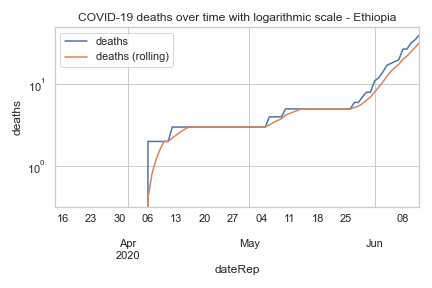 COVID-19 deaths over time with logarithmic scale - Ethiopia
deaths
deaths (rolling)
10¹
10⁰
deaths
16 23 30 06 13 20 27 04 11 18 25 08
Apr May Jun
2020
dateRep